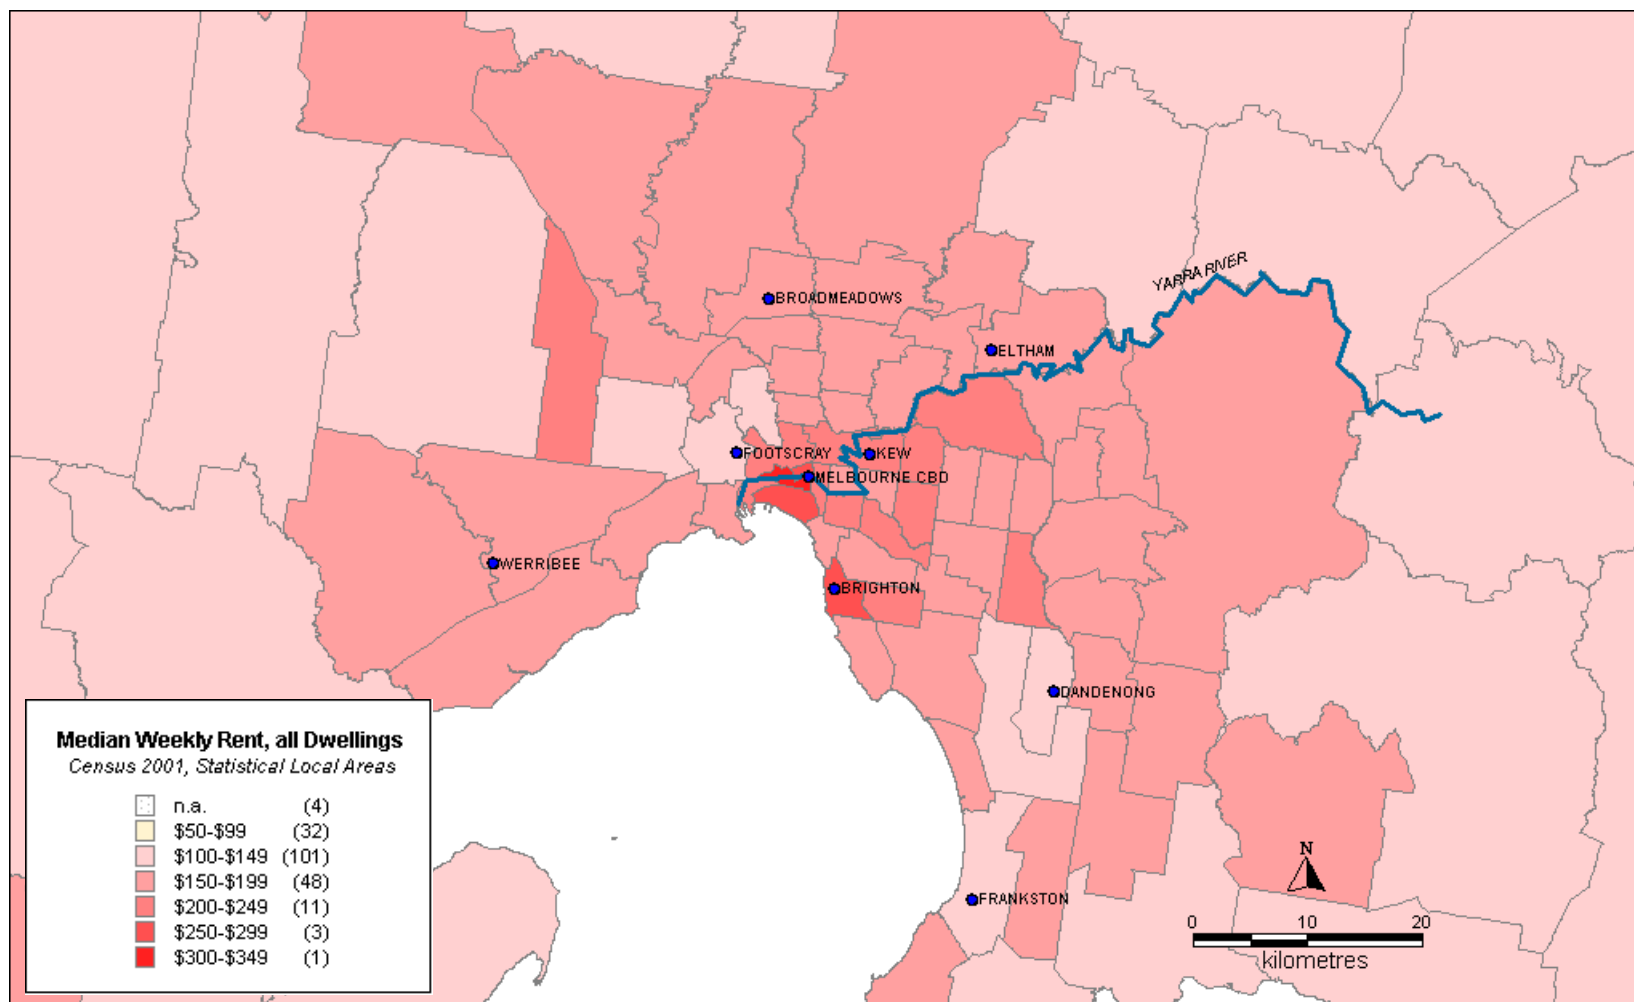 YARRA RIVER
BROADMEADOWS
ELTHAM
FOOTSCRAY
KEW
MELBOURNE CBD
WERRIBEE
BRIGHTON
DANDENONG
FRANKSTON
Median Weekly Rent, all Dwellings
Census 2001, Statistical Local Areas
n.a. (4)
$50-$99 (32)
$100-$149 (101)
$150-$199 (48)
$200-$249 (11)
$250-$299 (3)
$300-$349 (1)
N
0 10 20
kilometres